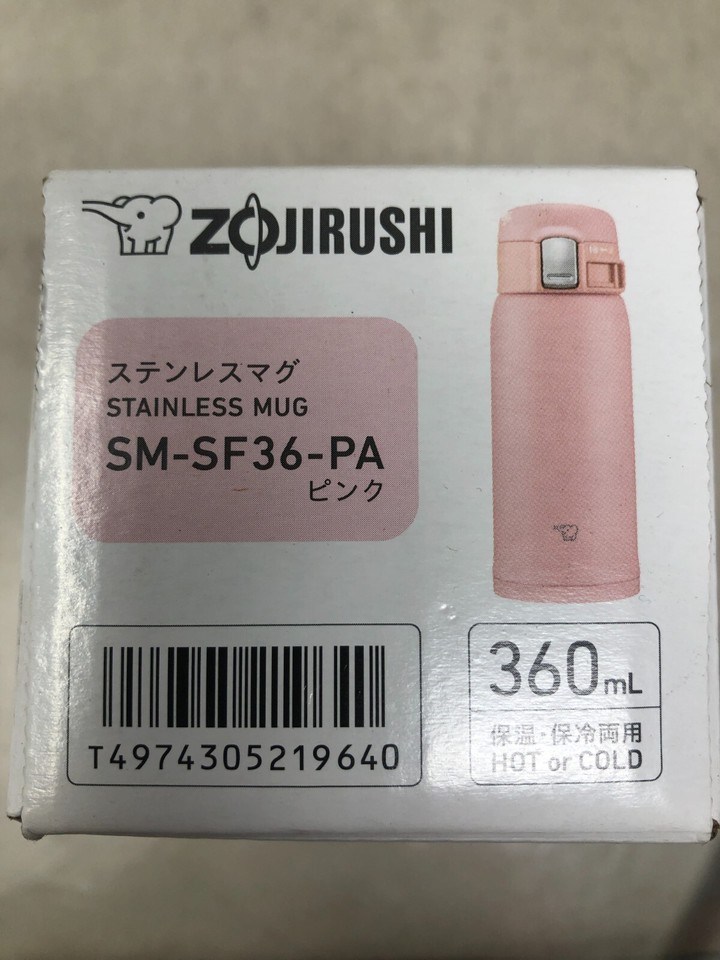 ZOJIRUSHI
ステンレスマグ
STAINLESS MUG
SM-SF36-PA
ピンク
T4974305219640
360mL
保温・保冷両用
HOT or COLD